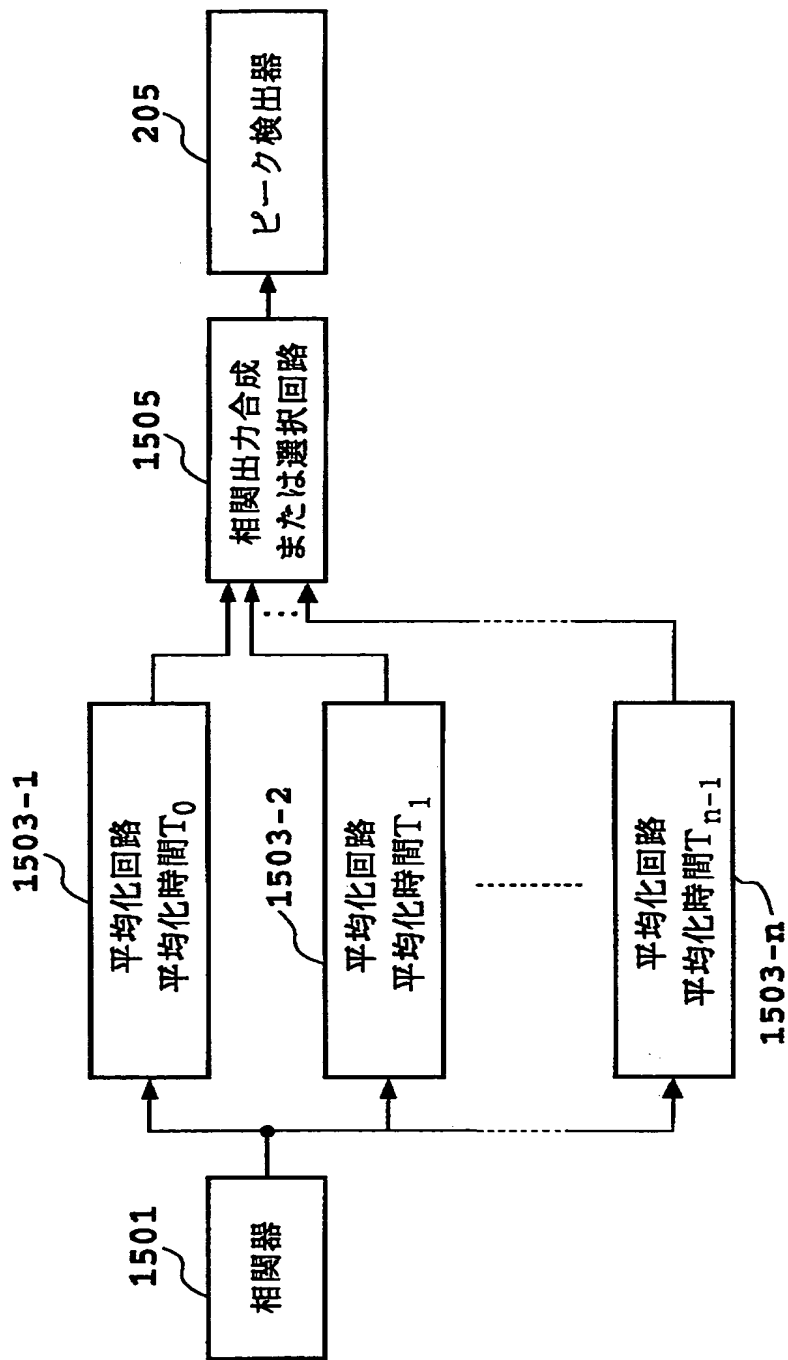 1501
相関器
1503-1
平均化回路
平均化時間T₀
1503-2
平均化回路
平均化時間T₁
1503-n
平均化回路
平均化時間Tₙ₋₁
1505
相関出力合成
または選択回路
205
ピーク検出器